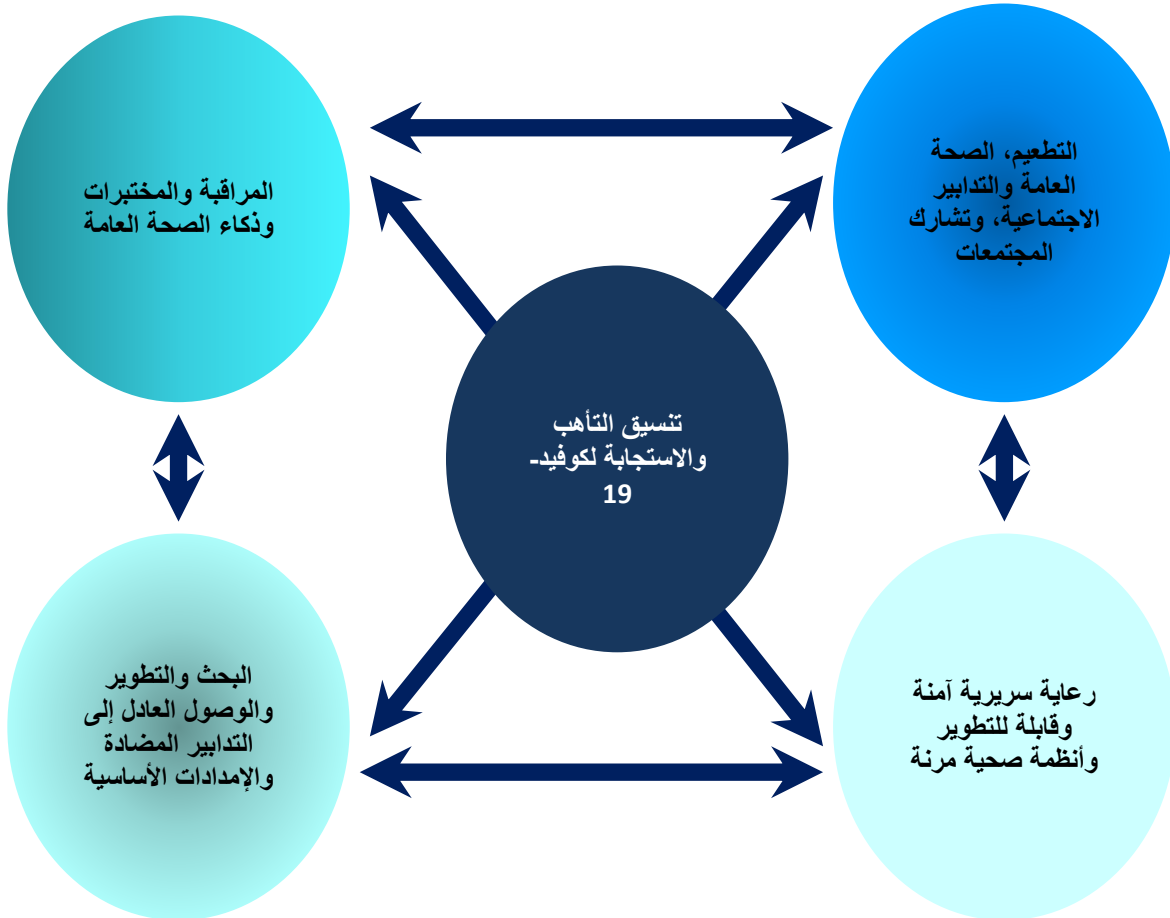 التطعيم، الصحة
العامة والتدابير
الاجتماعية، وتشارك
المجتمعات
المراقبة والمختبرات
وذكاء الصحة العامة
تنسيق التأهب
والاستجابة لكوفيد-
19
رعاية سريرية آمنة
وقابلة للتطوير
وأنظمة صحية مرنة
البحث والتطوير
والوصول العادل إلى
التدابير المضادة
والإمدادات الأساسية